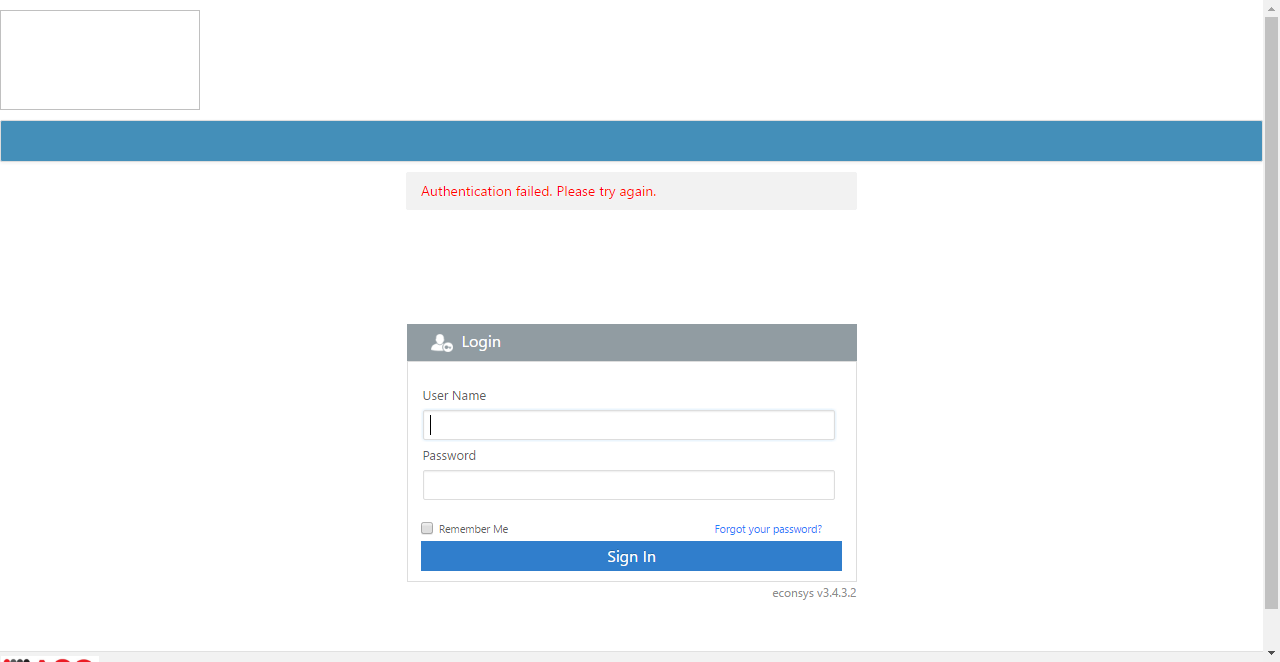 Authentication failed. Please try again.
Login
User Name
Password
Remember Me
Forgot your password?
Sign In
econsys v3.4.3.2